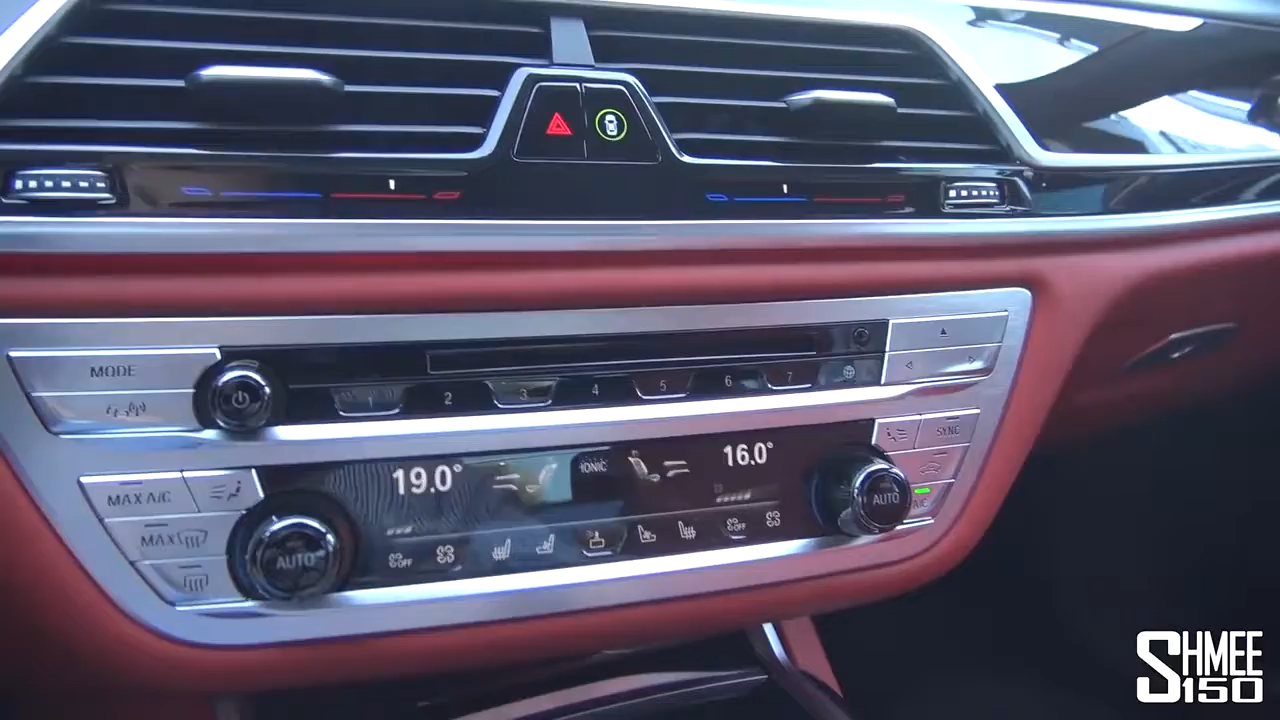 MODE
1 2 3 4 5 6 7
19.0° IONIC 16.0°
SYNC
MAX A/C
AUTO
A/C
MAX
OFF OFF
AUTO
SHMEE
150